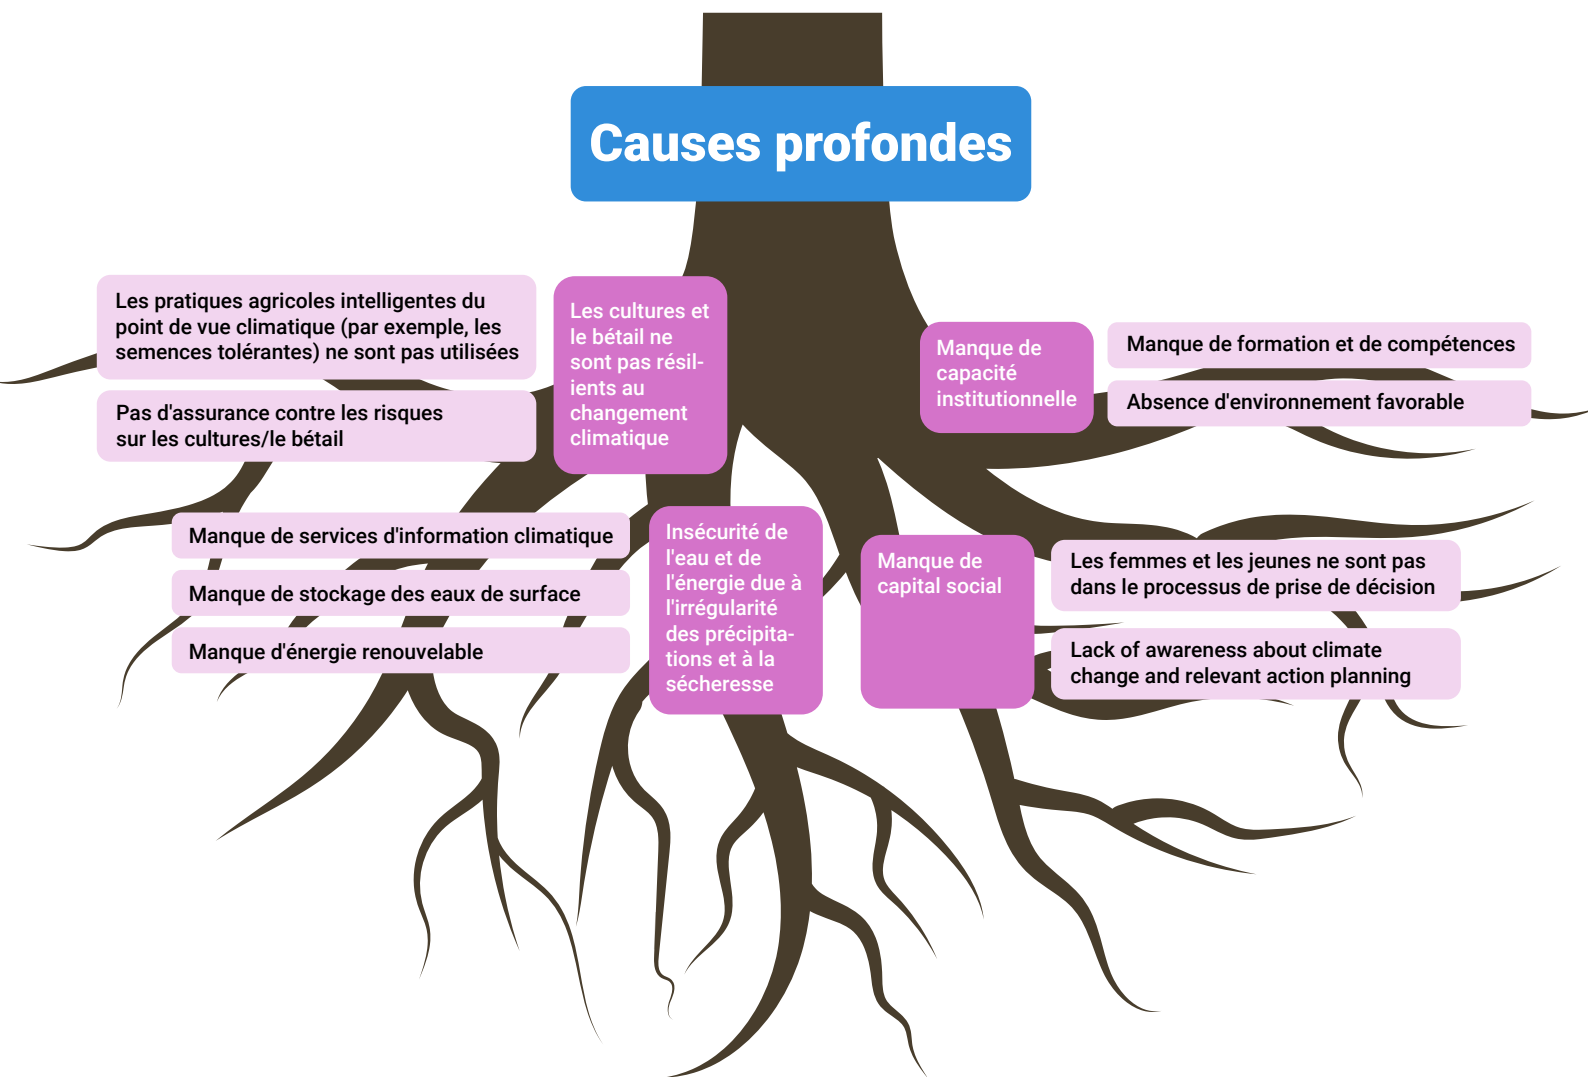 Causes profondes
Les pratiques agricoles intelligentes du
point de vue climatique (par exemple, les
semences tolérantes) ne sont pas utilisées
Pas d'assurance contre les risques
sur les cultures/le bétail
Les cultures et
le bétail ne
sont pas résil-
ients au
changement
climatique
Manque de
capacité
institutionnelle
Manque de formation et de compétences
Absence d'environnement favorable
Manque de services d'information climatique
Manque de stockage des eaux de surface
Manque d'énergie renouvelable
Insécurité de
l'eau et de
l'énergie due à
l'irrégularité
des précipita-
tions et à la
sécheresse
Manque de
capital social
Les femmes et les jeunes ne sont pas
dans le processus de prise de décision
Lack of awareness about climate
change and relevant action planning